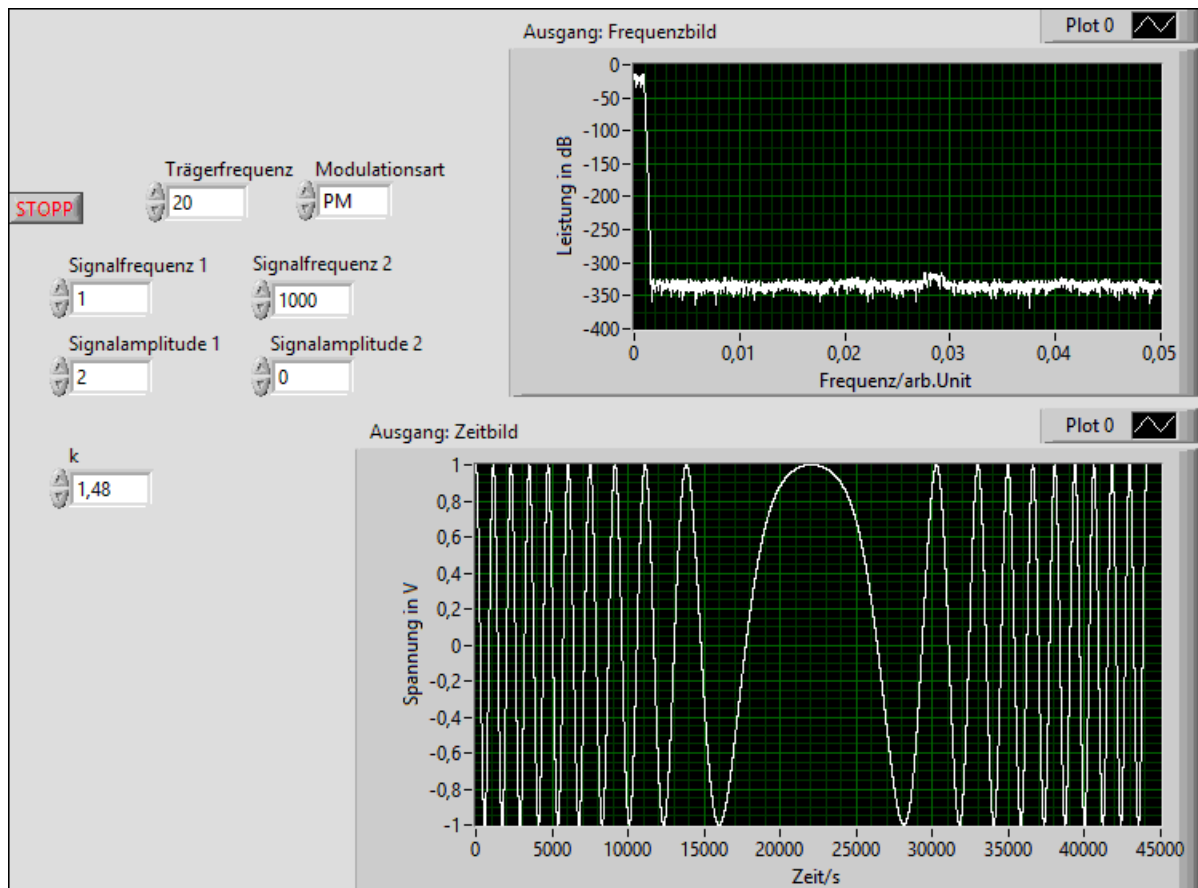 Ausgang: Frequenzbild
Plot 0
0
-50
-100
-150
-200
-250
-300
-350
-400
Leistung in dB
0 0,01 0,02 0,03 0,04 0,05
Frequenz/arb.Unit
Trägerfrequenz Modulationsart
STOPP 20 PM
Signalfrequenz 1 Signalfrequenz 2
1 1000
Signalamplitude 1 Signalamplitude 2
2 0
k
1,48
Ausgang: Zeitbild
Plot 0
1
0,8
0,6
0,4
0,2
0
-0,2
-0,4
-0,6
-0,8
-1
Spannung in V
0 5000 10000 15000 20000 25000 30000 35000 40000 45000
Zeit/s